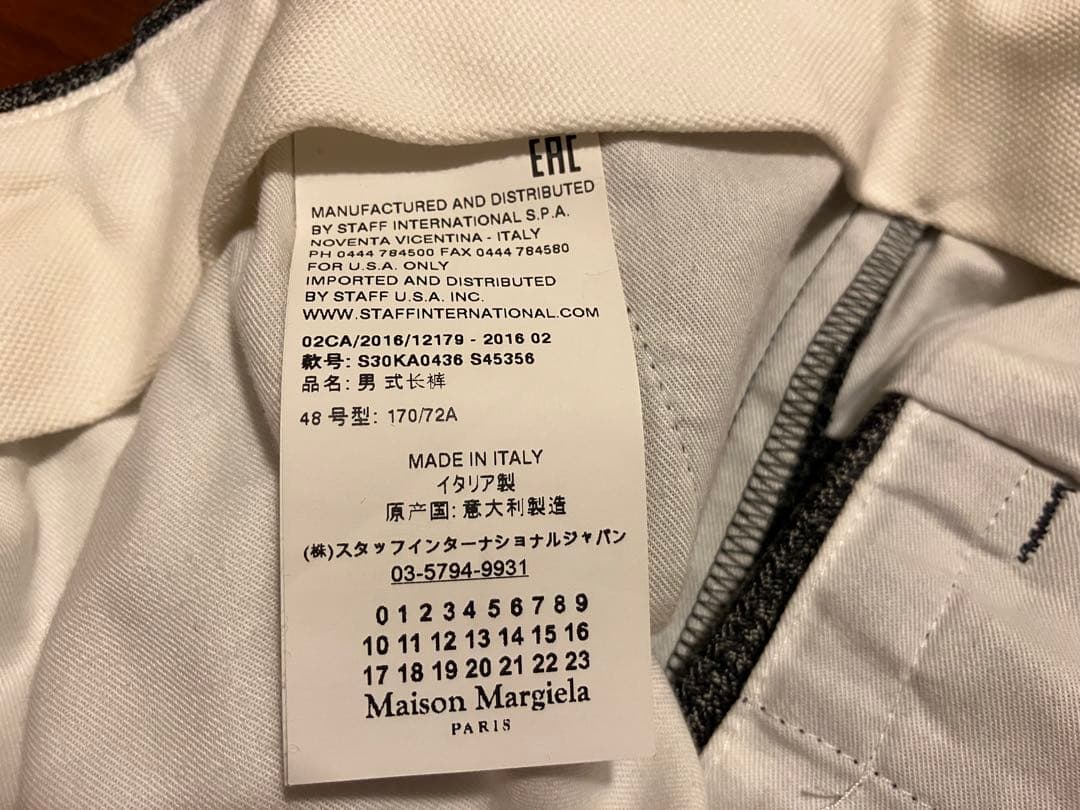 EAC
MANUFACTURED AND DISTRIBUTED
BY STAFF INTERNATIONAL S.P.A.
NOVENTA VICENTINA - ITALY
PH 0444 784500 FAX 0444 784580
FOR U.S.A. ONLY
IMPORTED AND DISTRIBUTED
BY STAFF U.S.A. INC.
WWW.STAFFINTERNATIONAL.COM
02CA/2016/12179 - 2016 02
款号: S30KA0436 S45356
品名: 男 式长裤
48 号型: 170/72A
MADE IN ITALY
イタリア製
原产国: 意大利製造
(株)スタッフインターナショナルジャパン
03-5794-9931
0 1 2 3 4 5 6 7 8 9
10 11 12 13 14 15 16
17 18 19 20 21 22 23
Maison Margiela
PARIS